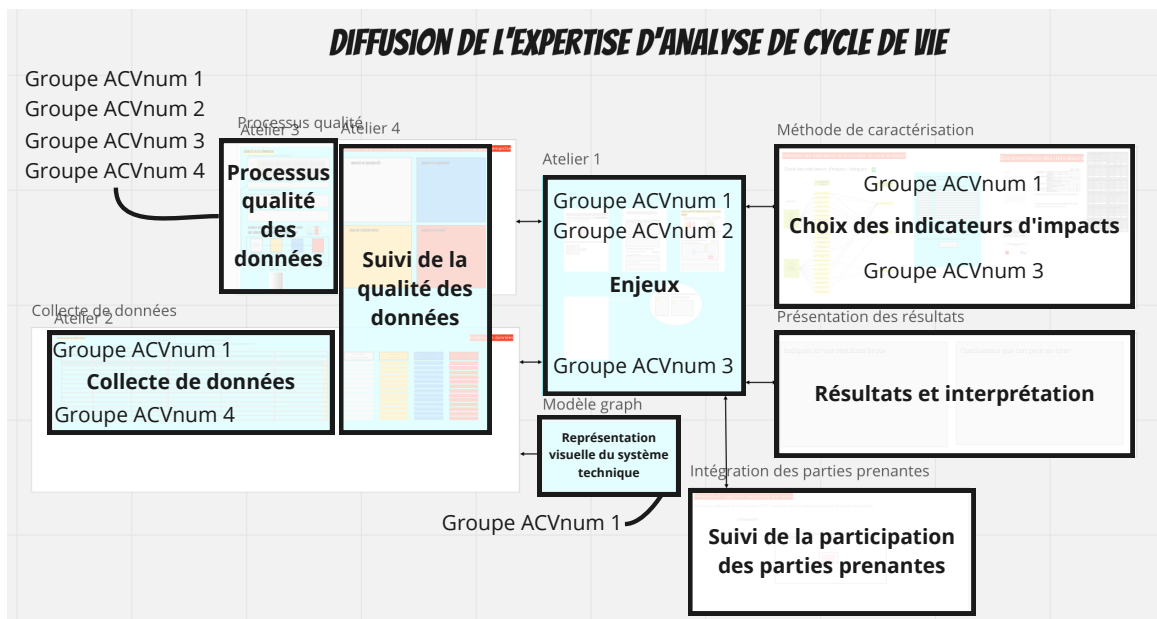 DIFFUSION DE L'EXPERTISE D'ANALYSE DE CYCLE DE VIE
Groupe ACVnum 1
Groupe ACVnum 2
Groupe ACVnum 3
Groupe ACVnum 4
Processus qualité
Atelier 3
Atelier 4
Processus
qualité
des
données
Suivi de la
qualité des
données
Collecte de données
Atelier 2
Groupe ACVnum 1
Collecte de données
Groupe ACVnum 4
Atelier 1
Groupe ACVnum 1
Groupe ACVnum 2
Enjeux
Groupe ACVnum 3
Modèle graph
Représentation
visuelle du système
technique
Groupe ACVnum 1
Méthode de caractérisation
Groupe ACVnum 1
Choix des indicateurs d'impacts
Groupe ACVnum 3
Présentation des résultats
Résultats et interprétation
Intégration des parties prenantes
Suivi de la participation
des parties prenantes